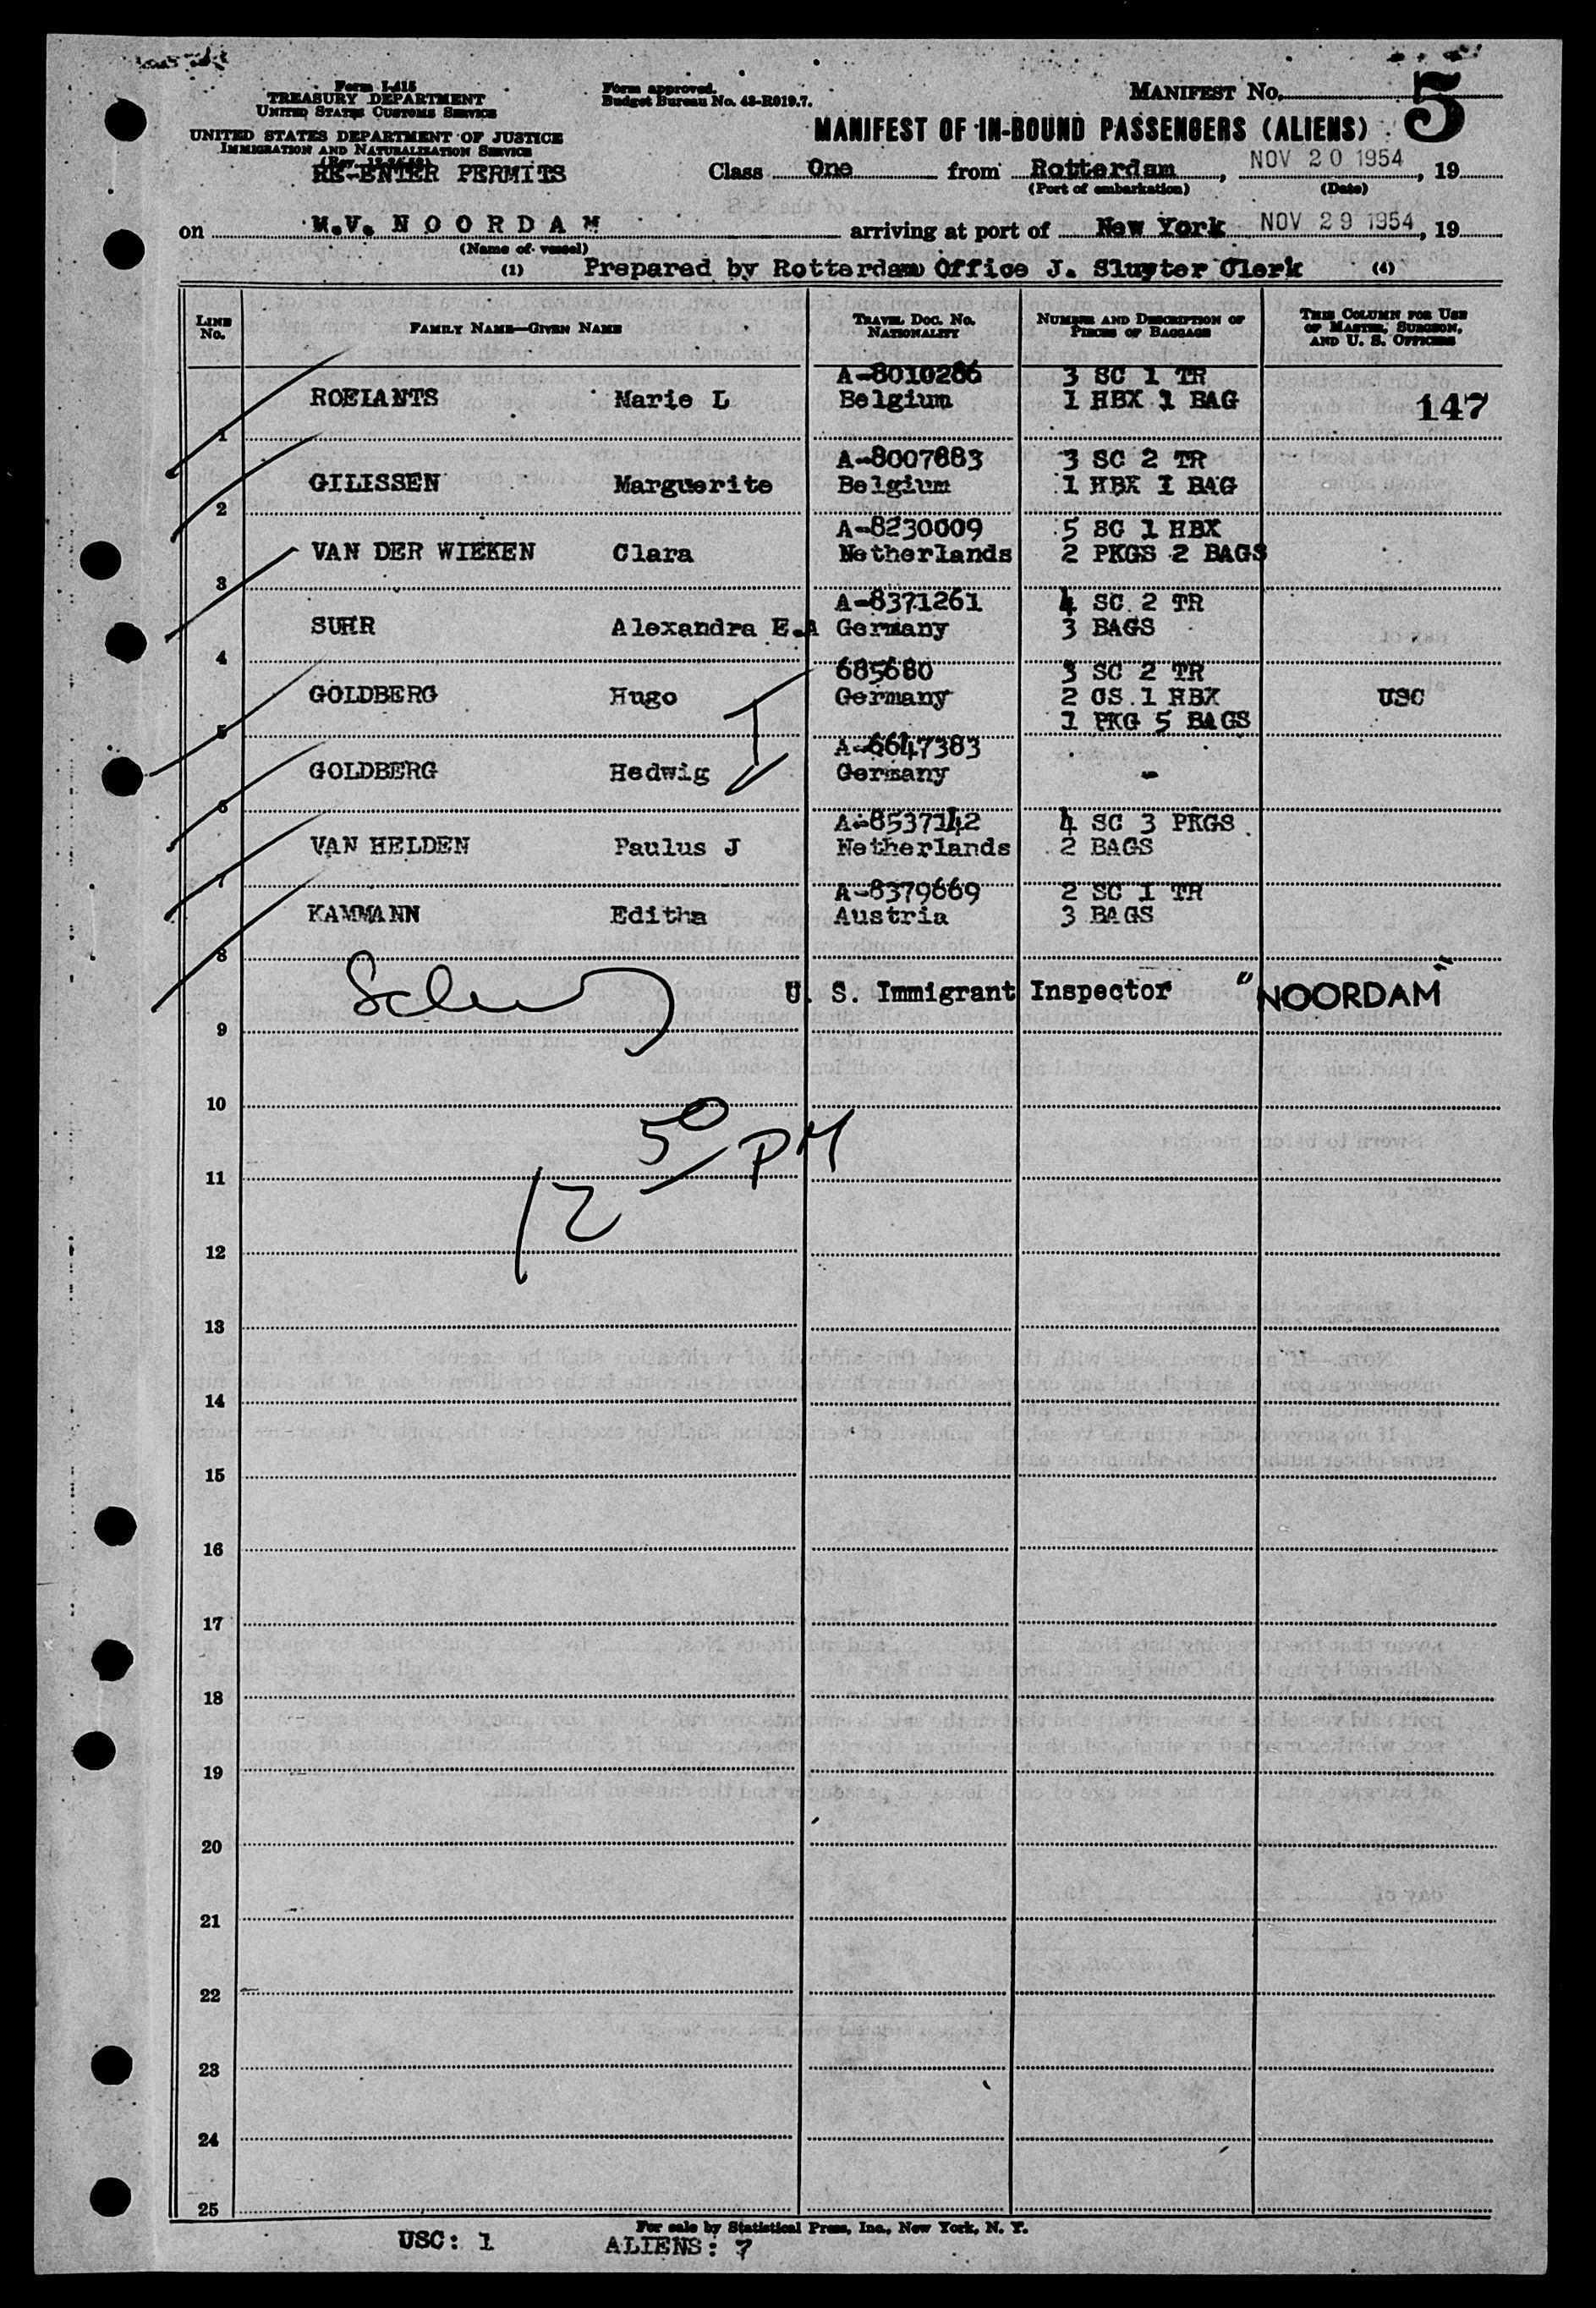 Form I-415
TREASURY DEPARTMENT
UNITED STATES CUSTOMS SERVICE
UNITED STATES DEPARTMENT OF JUSTICE
IMMIGRATION AND NATURALIZATION SERVICE
RE-ENTER PERMITS
Form approved.
Budget Bureau No. 43-R019.7.
MANIFEST No. 5
MANIFEST OF IN-BOUND PASSENGERS (ALIENS)
Class One from Rotterdam, NOV 20 1954, 19
(Port of embarkation) (Date)
on M.V. NOORDAM arriving at port of New York NOV 29 1954, 19
(Name of vessel)
(1) Prepared by Rotterdam Office J. Sluyter Clerk (4)
LINE No. FAMILY NAME—GIVEN NAME TRAVEL DOC. NO. NATIONALITY NUMBER AND DESCRIPTION OF PIECES OF BAGGAGE THIS COLUMN FOR USE OF MASTER, SURGEON, AND U. S. OFFICERS
A-8010286 3 SC 1 TR
1 ROEIANTS Marie L Belgium 1 HBX 1 BAG 147
A-8007883 3 SC 2 TR
2 GILISSEN Marguerite Belgium 1 HBX 1 BAG
A-8230009 5 SC 1 HBX
3 VAN DER WIEKEN Clara Netherlands 2 PKGS 2 BAGS
A-8371261 4 SC 2 TR
4 SUHR Alexandra E.A Germany 3 BAGS
685680 3 SC 2 TR
5 GOLDBERG Hugo Germany 2 CS 1 HBX USC
1 PKG 5 BAGS
A-6647383
6 GOLDBERG Hedwig Germany -
A-8537142 4 SC 3 PKGS
7 VAN HELDEN Paulus J Netherlands 2 BAGS
A-8379669 2 SC 1 TR
8 KAMMANN Editha Austria 3 BAGS
U. S. Immigrant Inspector "NOORDAM"
9
10
12 50 PM
11
12
13
14
15
16
17
18
19
20
21
22
23
24
25
For sale by Statistical Press, Inc., New York, N. Y.
USC: 1 ALIENS: 7